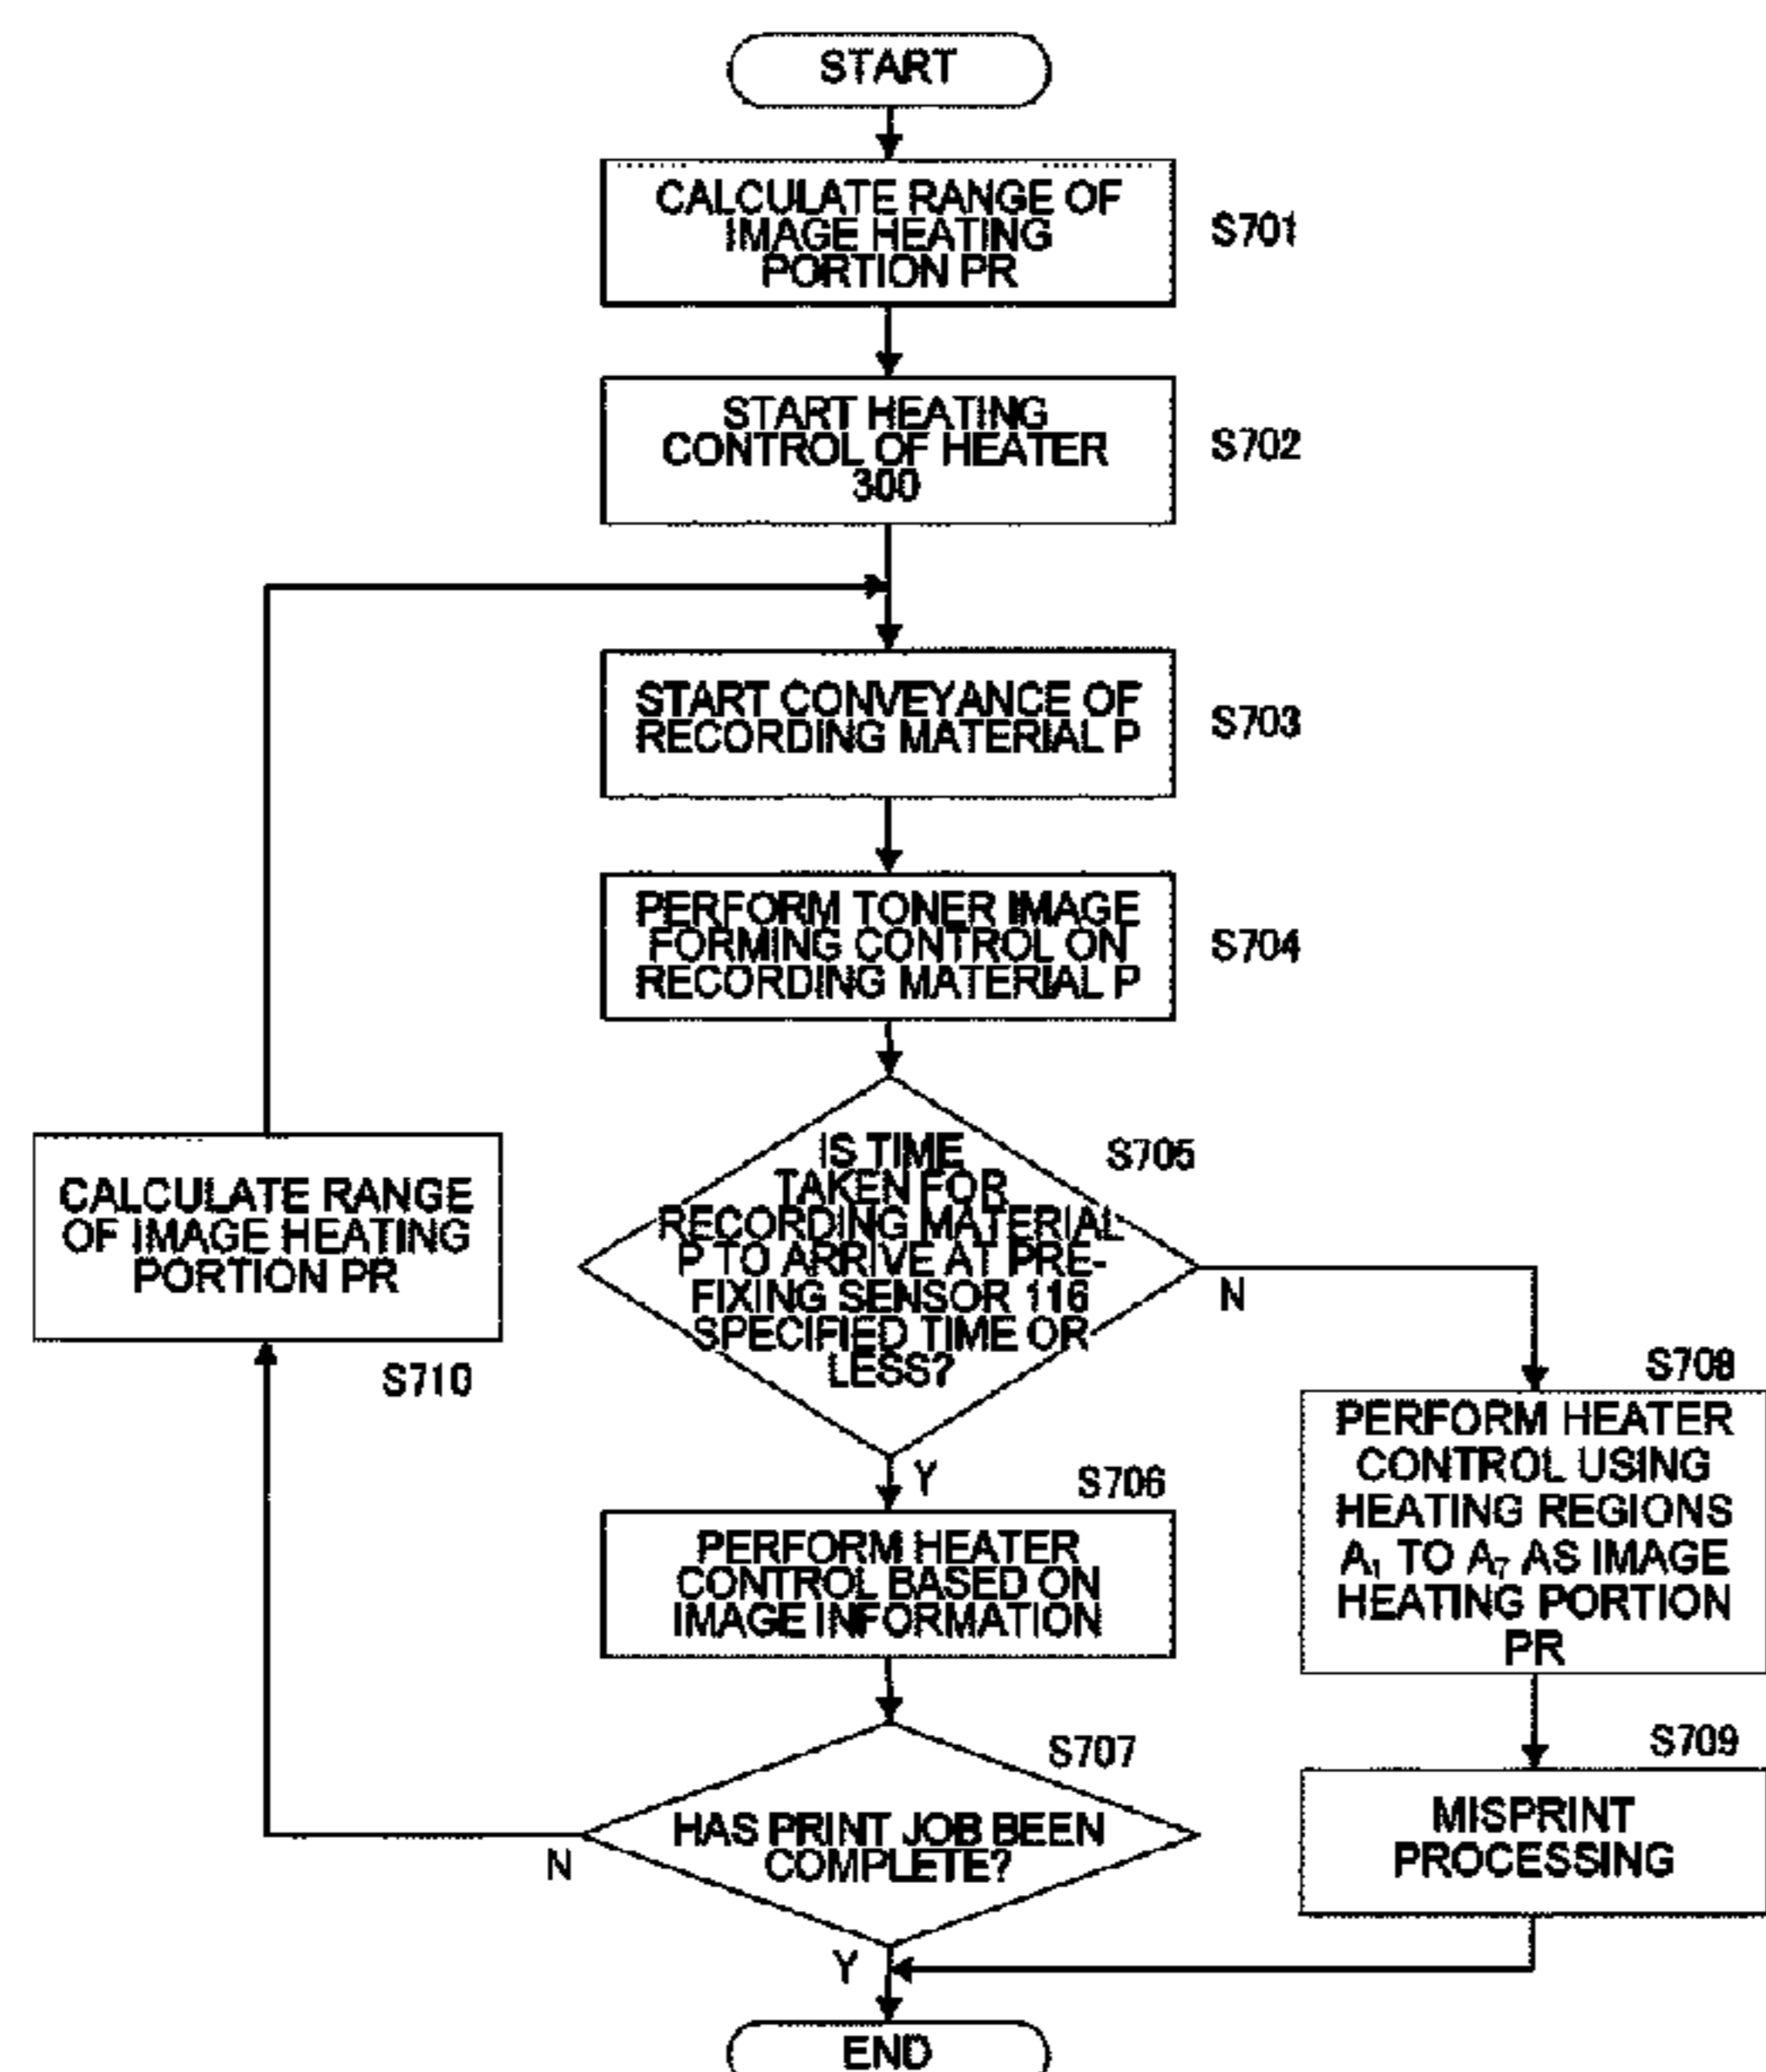 START
CALCULATE RANGE OF
IMAGE HEATING
PORTION PR
S701
START HEATING
CONTROL OF HEATER
300
S702
START CONVEYANCE OF
RECORDING MATERIAL P
S703
PERFORM TONER IMAGE
FORMING CONTROL ON
RECORDING MATERIAL P
S704
IS TIME
TAKEN FOR
RECORDING MATERIAL
P TO ARRIVE AT PRE-
FIXING SENSOR 116
SPECIFIED TIME OR
LESS?
S705
N
Y
CALCULATE RANGE
OF IMAGE HEATING
PORTION PR
S710
S706
PERFORM HEATER
CONTROL BASED ON
IMAGE INFORMATION
S708
PERFORM HEATER
CONTROL USING
HEATING REGIONS
A₁ TO A₇ AS IMAGE
HEATING PORTION
PR
S707
HAS PRINT JOB BEEN
COMPLETE?
N
Y
S709
MISPRINT
PROCESSING
END